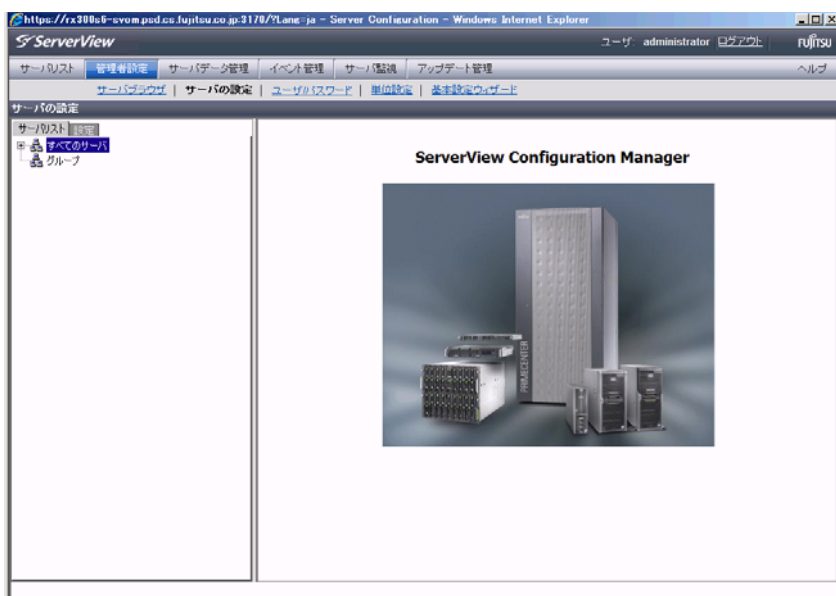 https://rx300s6-svom.psd.cs.fujitsu.co.jp:3170/?Lang=ja - Server Configuration - Windows Internet Explorer
ServerView ユーザ: administrator ログアウト FUJITSU
サーバリスト 管理者設定 サーバデータ管理 イベント管理 サーバ監視 アップデート管理 ヘルプ
サーバブラウザ | サーバの設定 | ユーザ/パスワード | 単位設定 | 基本設定ウィザード
サーバの設定
サーバリスト 設定
すべてのサーバ
グループ
ServerView Configuration Manager
PRIMECENTER